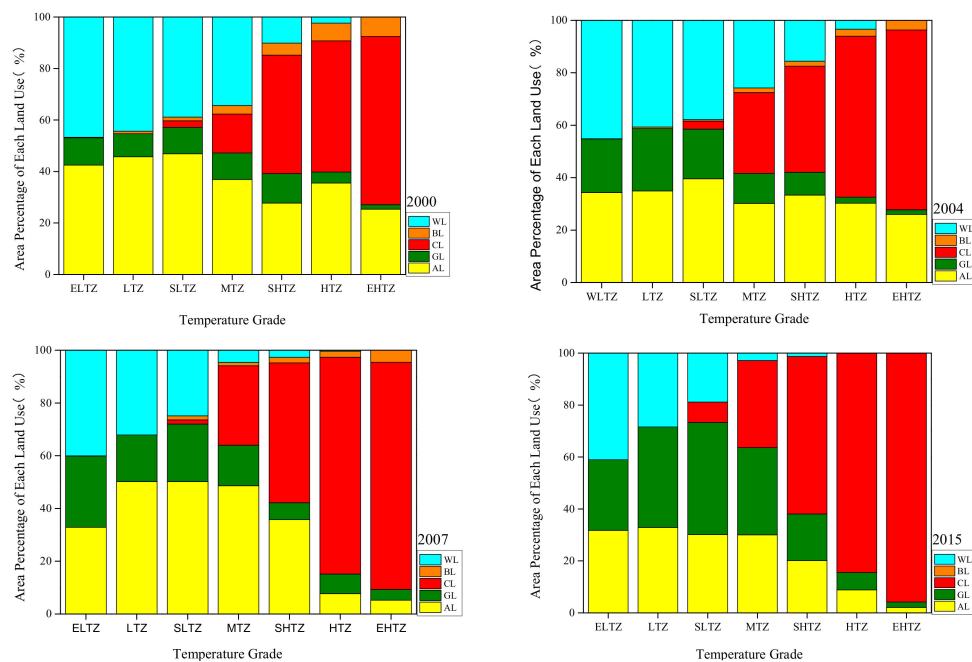 Area Percentage of Each Land Use( %)
100
80
60
40
20
0
ELTZ LTZ SLTZ MTZ SHTZ HTZ EHTZ
Temperature Grade
2000
WL
BL
CL
GL
AL
Area Percentage of Each Land Use( %)
100
80
60
40
20
0
WLTZ LTZ SLTZ MTZ SHTZ HTZ EHTZ
Temperature Grade
2004
WL
BL
CL
GL
AL
Area Percentage of Each Land Use( %)
100
80
60
40
20
0
ELTZ LTZ SLTZ MTZ SHTZ HTZ EHTZ
Temperature Grade
2007
WL
BL
CL
GL
AL
Area Percentage of Each Land Use( %)
100
80
60
40
20
0
ELTZ LTZ SLTZ MTZ SHTZ HTZ EHTZ
Temperature Grade
2015
WL
BL
CL
GL
AL